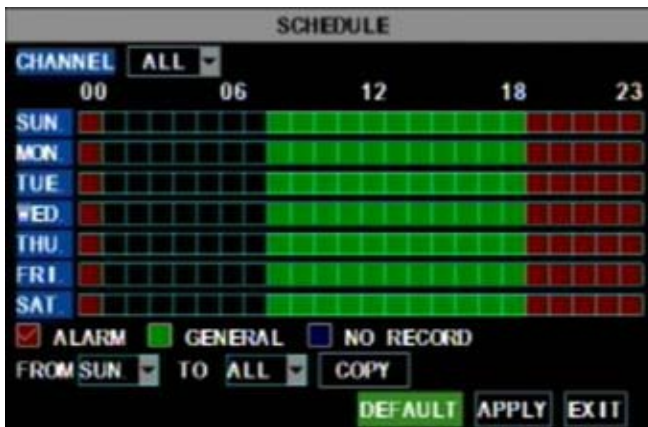 SCHEDULE
CHANNEL ALL
00 06 12 18 23
SUN.
MON.
TUE.
WED.
THU.
FRI.
SAT.
ALARM GENERAL NO RECORD
FROM SUN. TO ALL COPY
DEFAULT APPLY EXIT